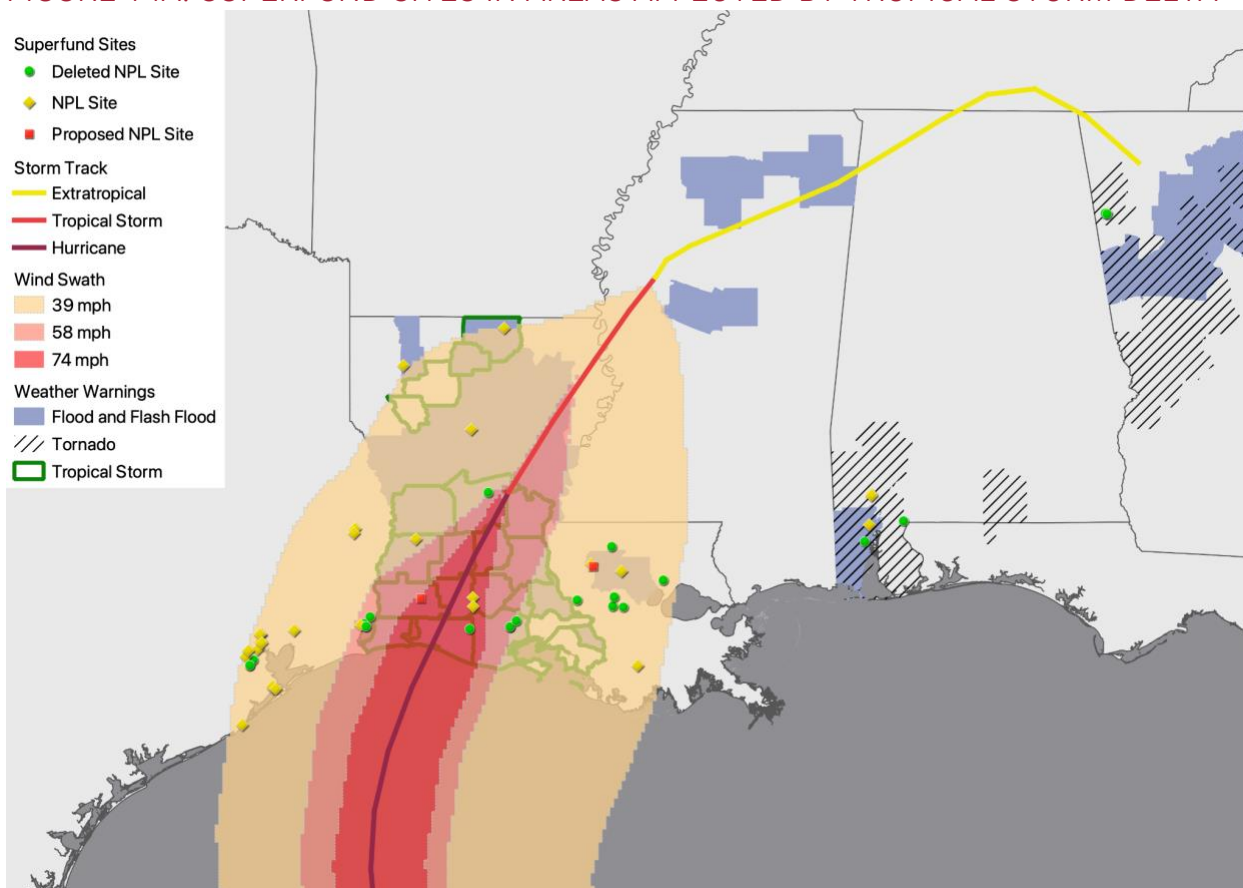 Superfund Sites
Deleted NPL Site
NPL Site
Proposed NPL Site
Storm Track
Extratropical
Tropical Storm
Hurricane
Wind Swath
39 mph
58 mph
74 mph
Weather Warnings
Flood and Flash Flood
Tornado
Tropical Storm